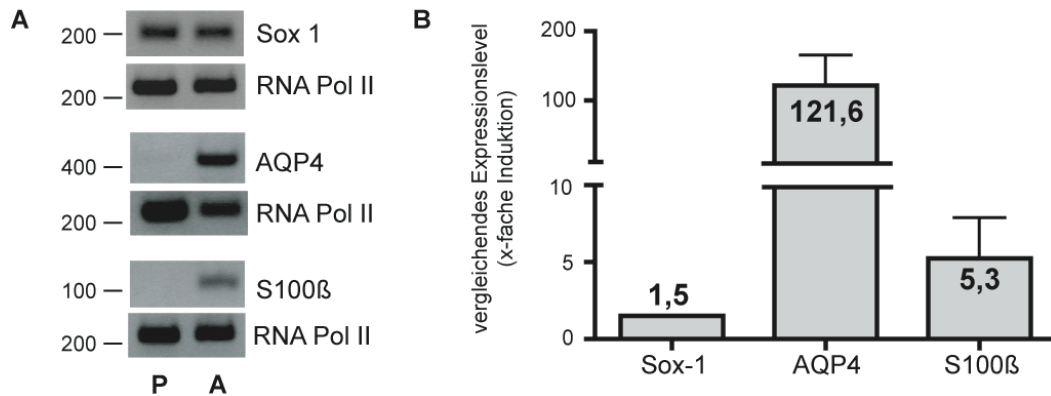 A
200
Sox 1
200
RNA Pol II
400
AQP4
200
RNA Pol II
100
S100ß
200
RNA Pol II
P A
B
vergleichendes Expressionslevel
(x-fache Induktion)
200
100
10
5
0
1,5
121,6
5,3
Sox-1 AQP4 S100ß